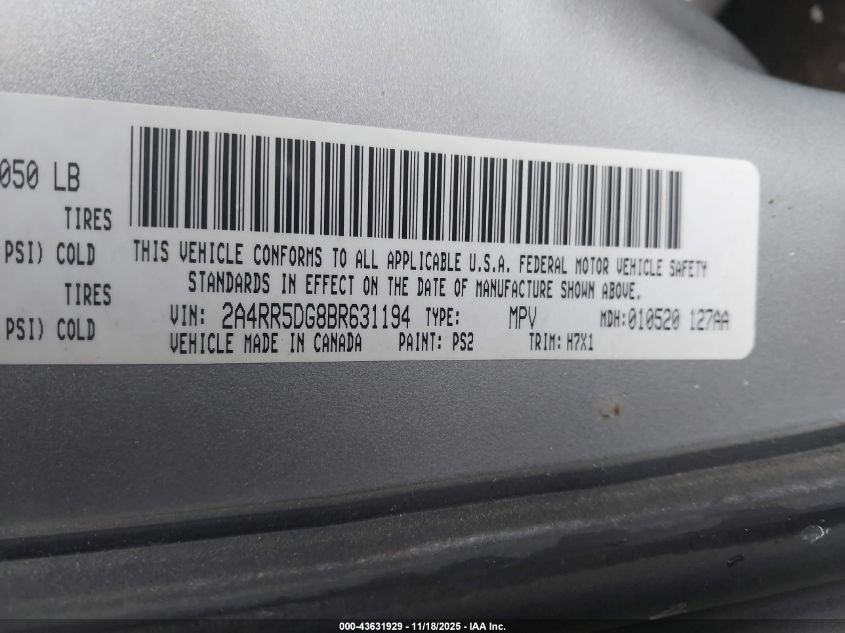 050 LB
TIRES
PSI) COLD
TIRES
PSI) COLD
THIS VEHICLE CONFORMS TO ALL APPLICABLE U.S.A. FEDERAL MOTOR VEHICLE SAFETY
STANDARDS IN EFFECT ON THE DATE OF MANUFACTURE SHOWN ABOVE.
VIN: 2A4RR5DG8BR631194 TYPE: MPV MDH:010520 127AA
VEHICLE MADE IN CANADA PAINT: PS2 TRIM: H7X1
000-43631929 - 11/18/2025 - IAA Inc.